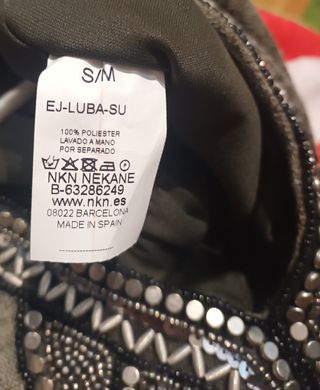 S/M
EJ-LUBA-SU
100% POLIESTER
LAVADO A MANO
POR SEPARADO
NKN NEKANE
B-63286249
www.nkn.es
08022 BARCELONA
MADE IN SPAIN